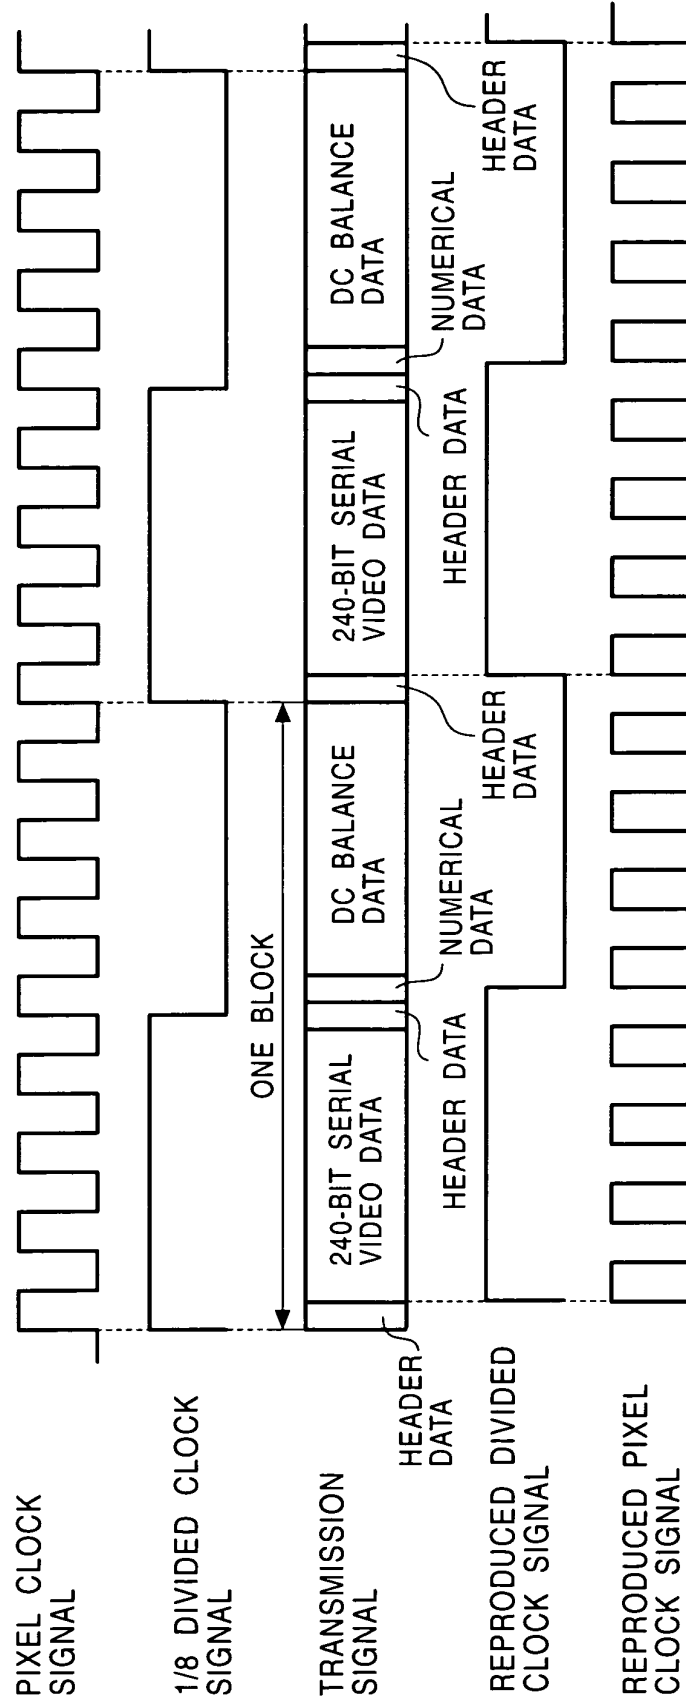 PIXEL CLOCK
SIGNAL
1/8 DIVIDED CLOCK
SIGNAL
ONE BLOCK
TRANSMISSION
SIGNAL
240-BIT SERIAL
VIDEO DATA
DC BALANCE
DATA
240-BIT SERIAL
VIDEO DATA
DC BALANCE
DATA
HEADER
DATA
HEADER DATA
NUMERICAL
DATA
HEADER
DATA
HEADER DATA
NUMERICAL
DATA
HEADER
DATA
REPRODUCED DIVIDED
CLOCK SIGNAL
REPRODUCED PIXEL
CLOCK SIGNAL